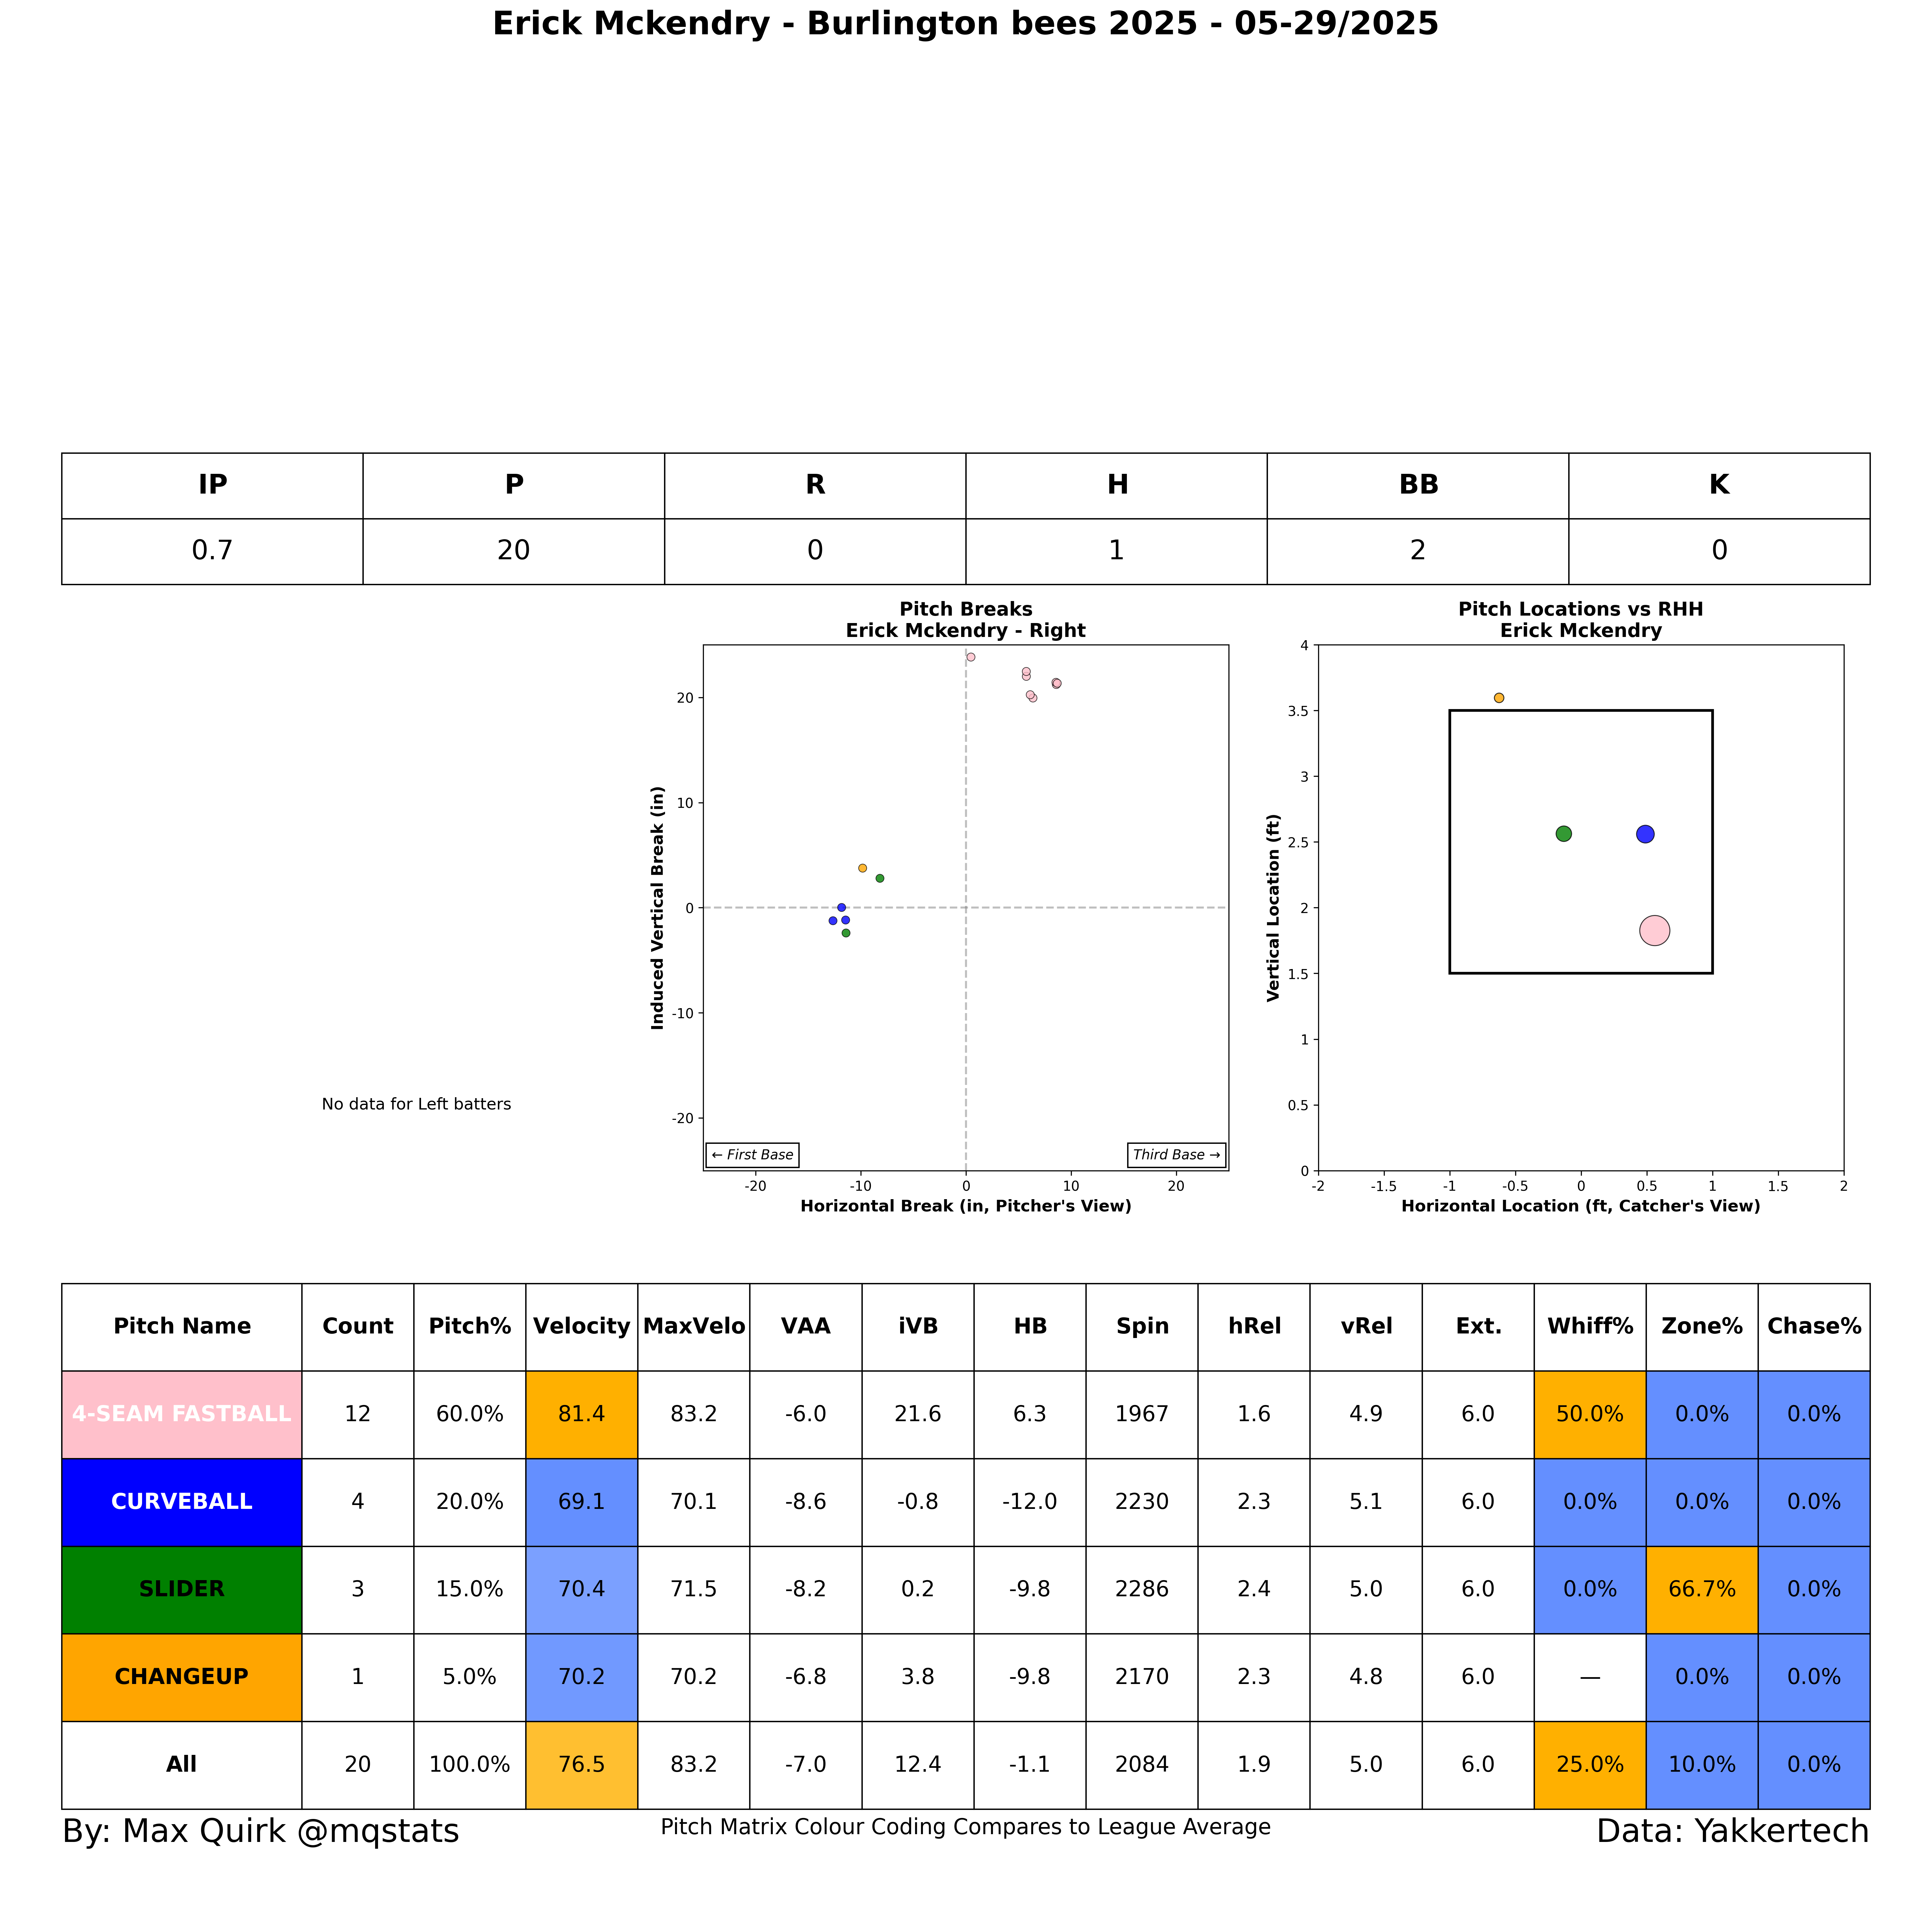 Erick Mckendry - Burlington bees 2025 - 05-29/2025
IP P R H BB K
0.7 20 0 1 2 0
No data for Left batters
Pitch Breaks
Erick Mckendry - Right
Induced Vertical Break (in)
20
10
0
-10
-20
← First Base Third Base →
-20 -10 0 10 20
Horizontal Break (in, Pitcher's View)
Pitch Locations vs RHH
Erick Mckendry
Vertical Location (ft)
4
3.5
3
2.5
2
1.5
1
0.5
0
-2 -1.5 -1 -0.5 0 0.5 1 1.5 2
Horizontal Location (ft, Catcher's View)
Pitch Name Count Pitch% Velocity MaxVelo VAA iVB HB Spin hRel vRel Ext. Whiff% Zone% Chase%
4-SEAM FASTBALL 12 60.0% 81.4 83.2 -6.0 21.6 6.3 1967 1.6 4.9 6.0 50.0% 0.0% 0.0%
CURVEBALL 4 20.0% 69.1 70.1 -8.6 -0.8 -12.0 2230 2.3 5.1 6.0 0.0% 0.0% 0.0%
SLIDER 3 15.0% 70.4 71.5 -8.2 0.2 -9.8 2286 2.4 5.0 6.0 0.0% 66.7% 0.0%
CHANGEUP 1 5.0% 70.2 70.2 -6.8 3.8 -9.8 2170 2.3 4.8 6.0 — 0.0% 0.0%
All 20 100.0% 76.5 83.2 -7.0 12.4 -1.1 2084 1.9 5.0 6.0 25.0% 10.0% 0.0%
By: Max Quirk @mqstats Pitch Matrix Colour Coding Compares to League Average Data: Yakkertech